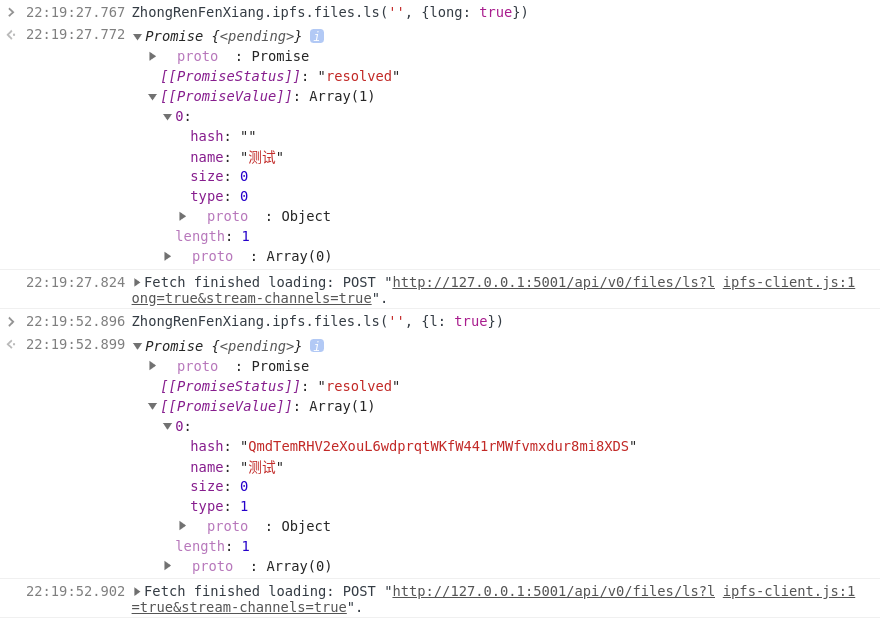 22:19:27.767 ZhongRenFenXiang.ipfs.files.ls('', {long: true})
22:19:27.772 Promise {<pending>} i
proto : Promise
[[PromiseStatus]]: "resolved"
[[PromiseValue]]: Array(1)
0:
hash: ""
name: "测试"
size: 0
type: 0
proto : Object
length: 1
proto : Array(0)
22:19:27.824 Fetch finished loading: POST "http://127.0.0.1:5001/api/v0/files/ls?l ipfs-client.js:1
ong=true&stream-channels=true".
22:19:52.896 ZhongRenFenXiang.ipfs.files.ls('', {l: true})
22:19:52.899 Promise {<pending>} i
proto : Promise
[[PromiseStatus]]: "resolved"
[[PromiseValue]]: Array(1)
0:
hash: "QmdTemRHV2eXouL6wdprqtWKfW441rMWfvmxdur8mi8XDS"
name: "测试"
size: 0
type: 1
proto : Object
length: 1
proto : Array(0)
22:19:52.902 Fetch finished loading: POST "http://127.0.0.1:5001/api/v0/files/ls?l ipfs-client.js:1
=true&stream-channels=true".